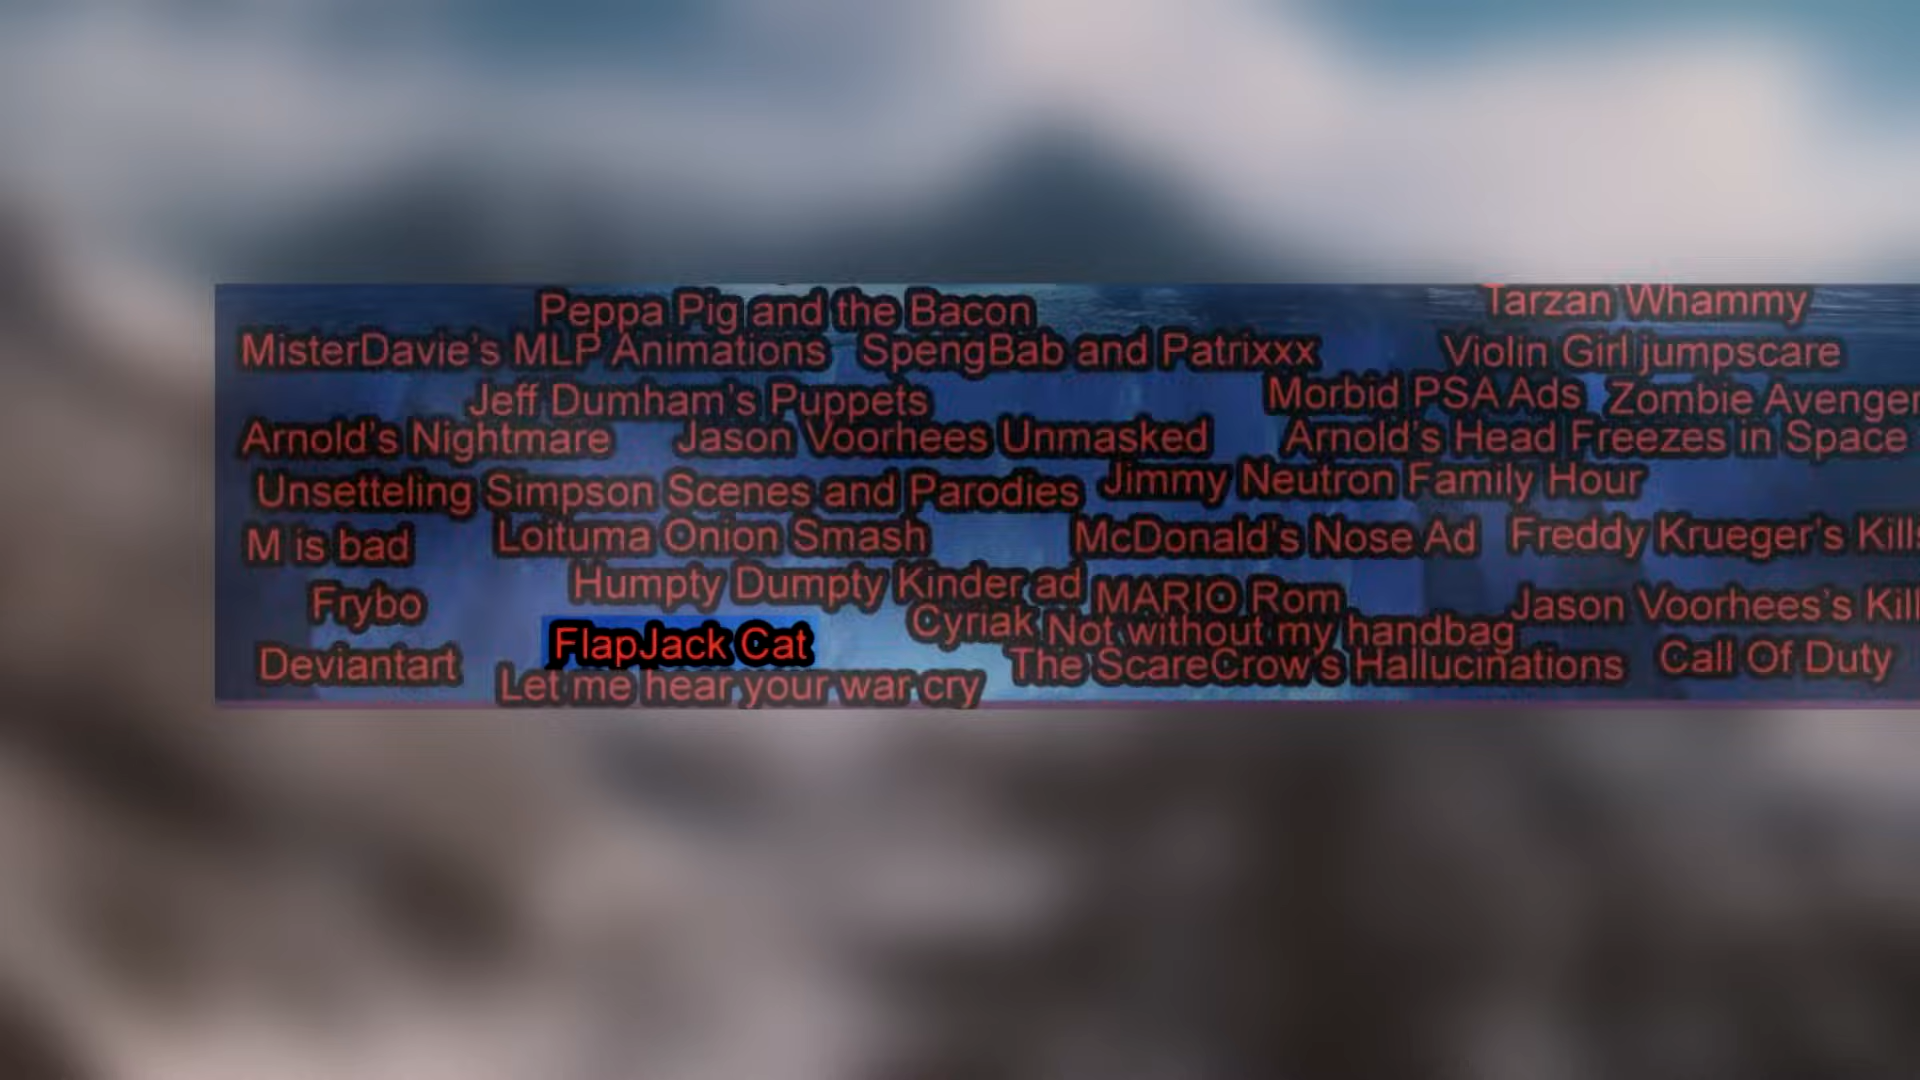 Peppa Pig and the Bacon
Tarzan Whammy
MisterDavie's MLP Animations
SpengBab and Patrixxx
Violin Girl jumpscare
Jeff Dumham's Puppets
Morbid PSA Ads
Zombie Avenger
Arnold's Nightmare
Jason Voorhees Unmasked
Arnold's Head Freezes in Space
Unsetteling Simpson Scenes and Parodies
Jimmy Neutron Family Hour
M is bad
Loituma Onion Smash
McDonald's Nose Ad
Freddy Krueger's Kills
Humpty Dumpty Kinder ad
MARIO Rom
Frybo
Jason Voorhees's Kill
Cyriak
Not without my handbag
FlapJack Cat
Deviantart
The ScareCrow's Hallucinations
Call Of Duty
Let me hear your war cry